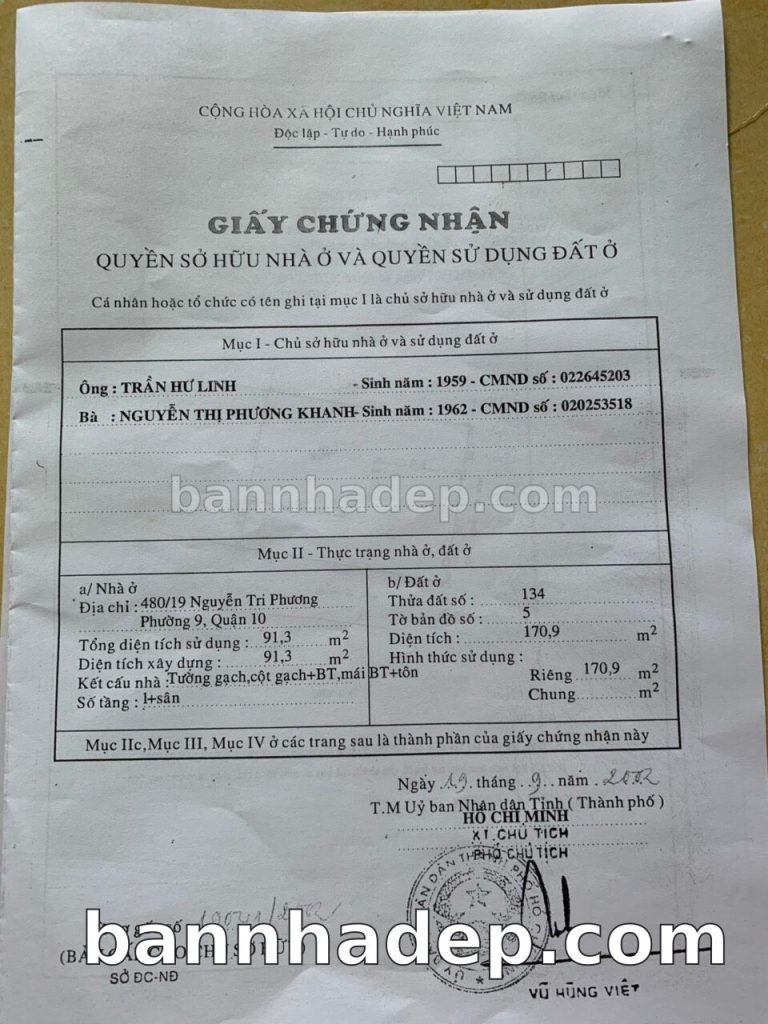 CỘNG HÒA XÃ HỘI CHỦ NGHĨA VIỆT NAM
Độc lập - Tự do - Hạnh phúc
GIẤY CHỨNG NHẬN
QUYỀN SỞ HỮU NHÀ Ở VÀ QUYỀN SỬ DỤNG ĐẤT Ở
Cá nhân hoặc tổ chức có tên ghi tại mục I là chủ sở hữu nhà ở và sử dụng đất ở
Mục I - Chủ sở hữu nhà ở và sử dụng đất ở
Ông : TRẦN HƯ LINH - Sinh năm : 1959 - CMND số : 022645203
Bà : NGUYỄN THỊ PHƯƠNG KHANH- Sinh năm : 1962 - CMND số : 020253518
bannhadep.com
Mục II - Thực trạng nhà ở, đất ở
a/ Nhà ở
Địa chỉ : 480/19 Nguyễn Tri Phương
Phường 9, Quận 10
Tổng diện tích sử dụng : 91,3 m2
Diện tích xây dựng : 91,3 m2
Kết cấu nhà : Tường gạch,cột gạch+BT,mái BT+tôn
Số tầng : 1+sân
b/ Đất ở
Thửa đất số : 134
Tờ bản đồ số : 5
Diện tích : 170,9 m2
Hình thức sử dụng :
Riêng 170,9 m2
Chung m2
Mục IIc, Mục III, Mục IV ở các trang sau là thành phần của giấy chứng nhận này
Ngày 19 tháng 9 năm 2002
T.M Uỷ ban Nhân dân Tỉnh ( Thành phố )
HỒ CHÍ MINH
KT. CHỦ TỊCH
PHÓ CHỦ TỊCH
bannhadep.com
SỞ ĐC-NĐ
VŨ HÙNG VIỆT